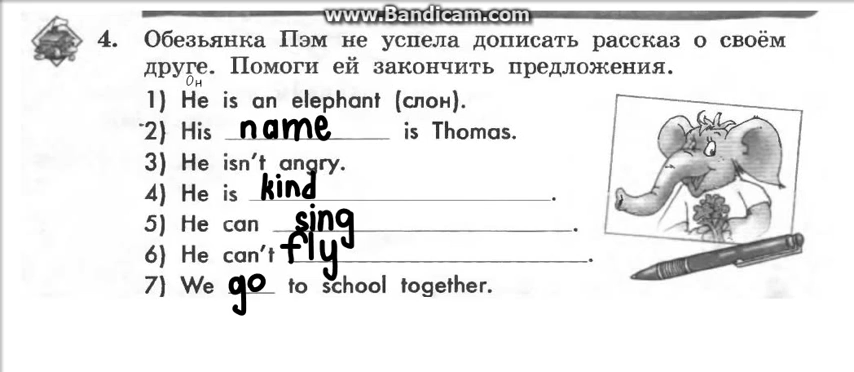 www.Bandicam.com
4. Обезьянка Пэм не успела дописать рассказ о своём
друге. Помоги ей закончить предложения.
Он
1) He is an elephant (слон).
2) His name is Thomas.
3) He isn't angry.
4) He is kind.
5) He can sing.
6) He can't fly.
7) We go to school together.